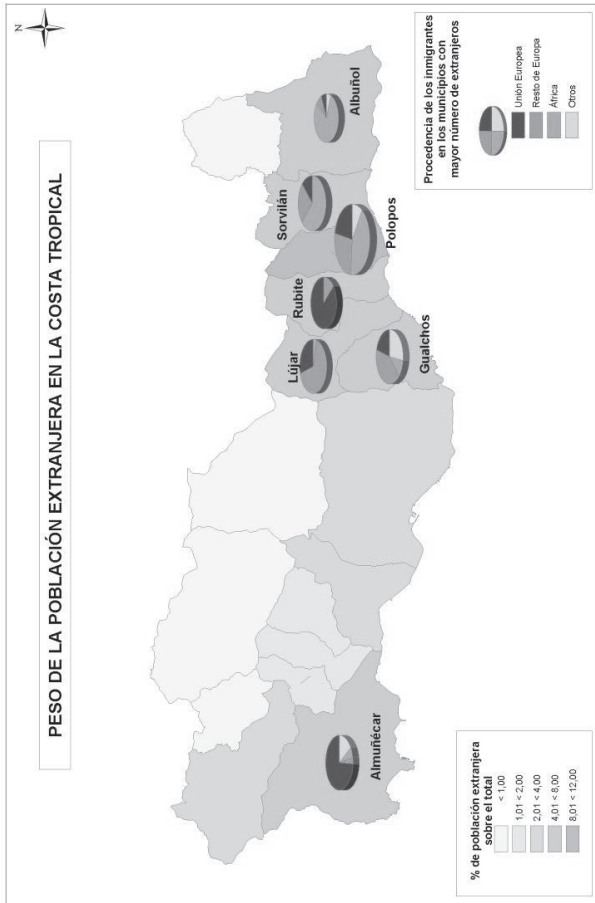 N
PESO DE LA POBLACIÓN EXTRANJERA EN LA COSTA TROPICAL
Albuñol
Sorvilán
Polopos
Rubite
Lújar
Gualchos
Almuñécar
% de población extranjera
sobre el total
< 1,00
1,01 < 2,00
2,01 < 4,00
4,01 < 8,00
8,01 < 12,00
Procedencia de los inmigrantes
en los municipios con
mayor número de extranjeros
Unión Europea
Resto de Europa
África
Otros